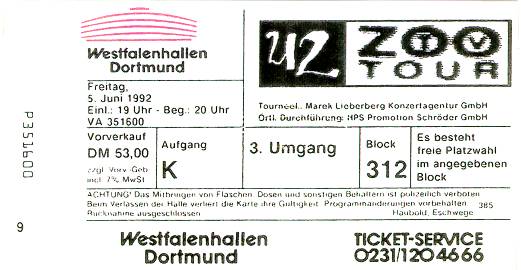 Westfalenhallen
Dortmund
U2 ZOO TV
TOUR
Freitag,
5. Juni 1992
Einl.: 19 Uhr - Beg.: 20 Uhr
VA 351600
Tourneel.: Marek Lieberberg Konzertagentur GmbH
Örtl. Durchführung: HPS Promotion Schröder GmbH
P351600
Vorverkauf
DM 53,00
zzgl. Vorv.-Geb.
incl. 7% MwSt.
Aufgang
K
3. Umgang
Block
312
Es besteht
freie Platzwahl
im angegebenen
Block
ACHTUNG! Das Mitbringen von Flaschen, Dosen und sonstigen Behältern ist polizeilich verboten.
Beim Verlassen der Halle verliert die Karte ihre Gültigkeit. Programmänderungen vorbehalten. 385
Rücknahme ausgeschlossen. Haubold, Eschwege
9
Westfalenhallen
Dortmund
TICKET-SERVICE
0231/1204666